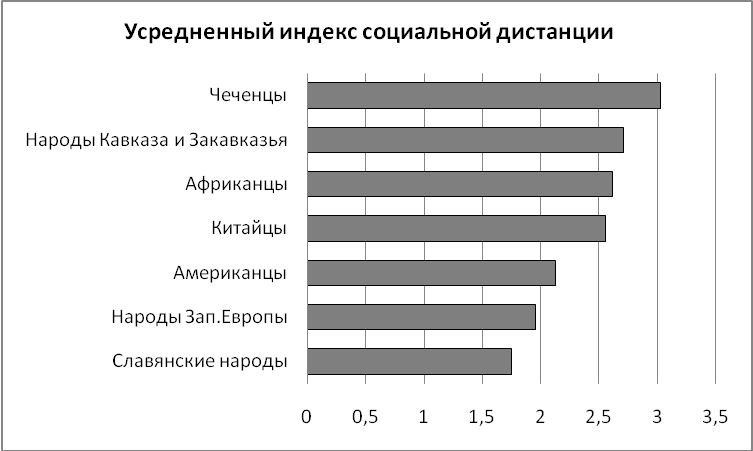 Усредненный индекс социальной дистанции
Чеченцы
Народы Кавказа и Закавказья
Африканцы
Китайцы
Американцы
Народы Зап.Европы
Славянские народы
0 0,5 1 1,5 2 2,5 3 3,5